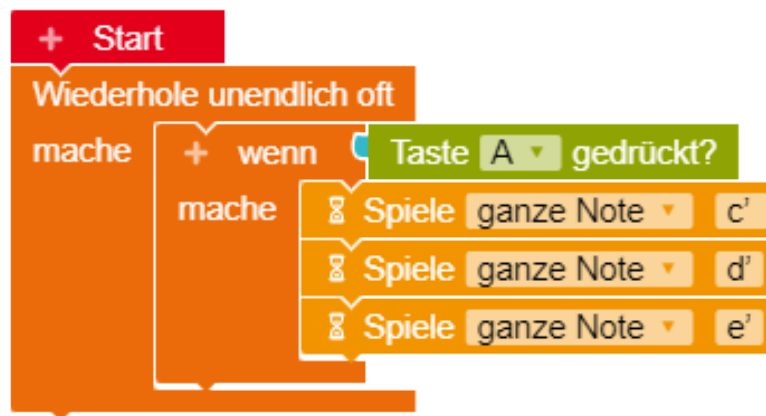 + Start
Wiederhole unendlich oft
mache + wenn Taste A gedrückt?
mache Spiele ganze Note c’
Spiele ganze Note d’
Spiele ganze Note e’